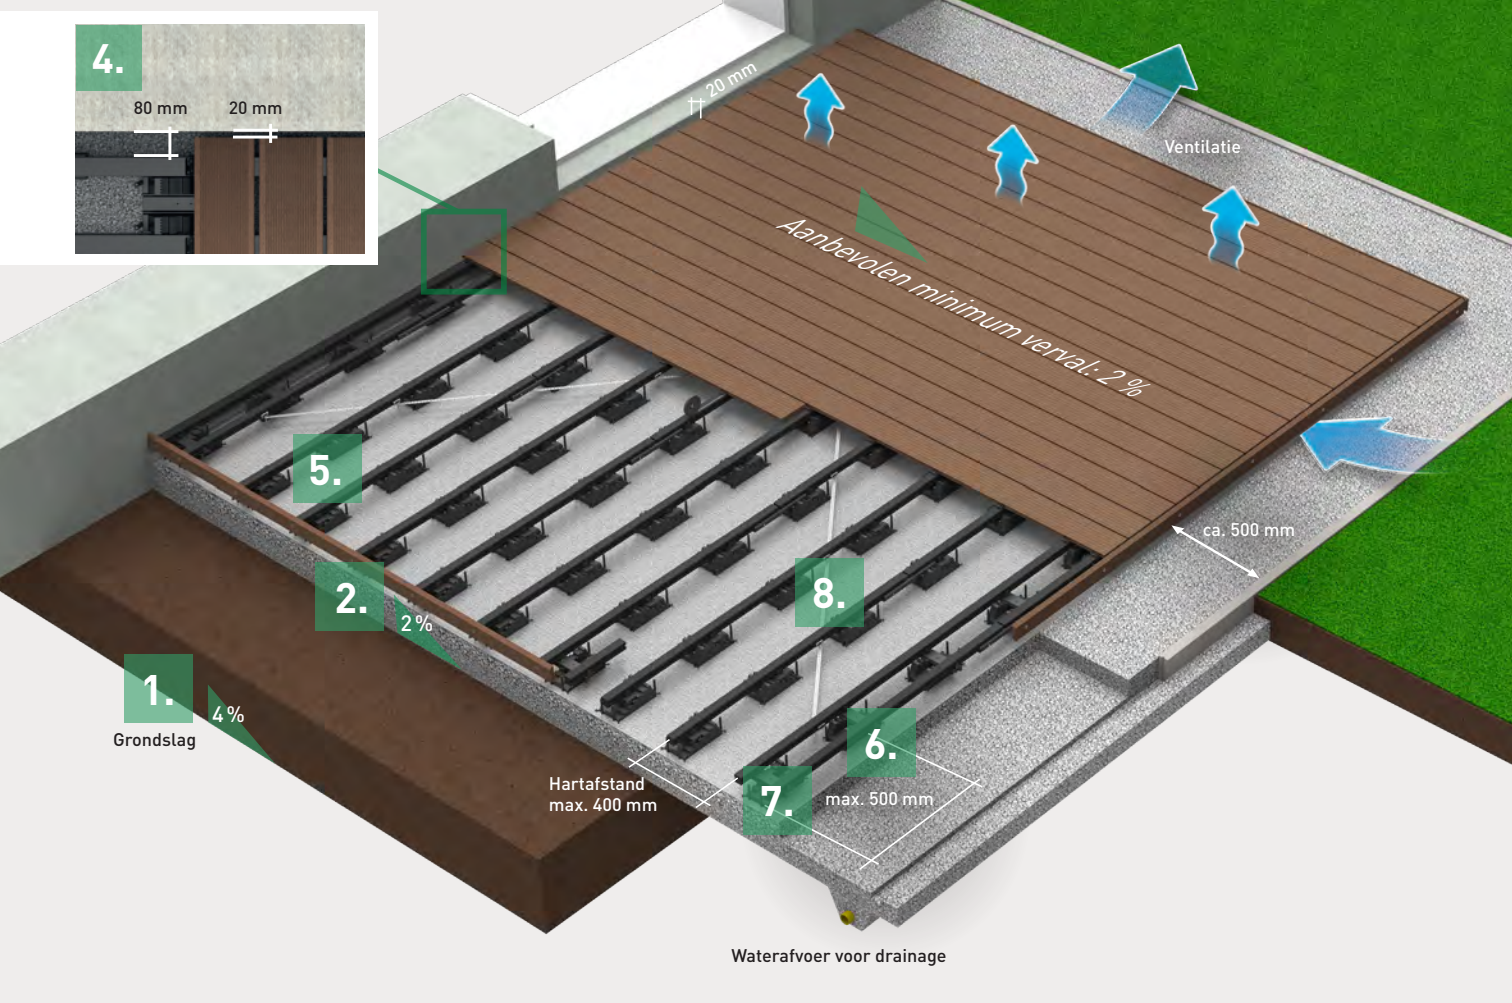 4.
80 mm
20 mm
20 mm
Ventilatie
Aanbevolen minimum verval: 2 %
5.
ca. 500 mm
2.
2 %
8.
1.
4 %
Grondslag
6.
Hartafstand
max. 400 mm
7.
max. 500 mm
Waterafvoer voor drainage